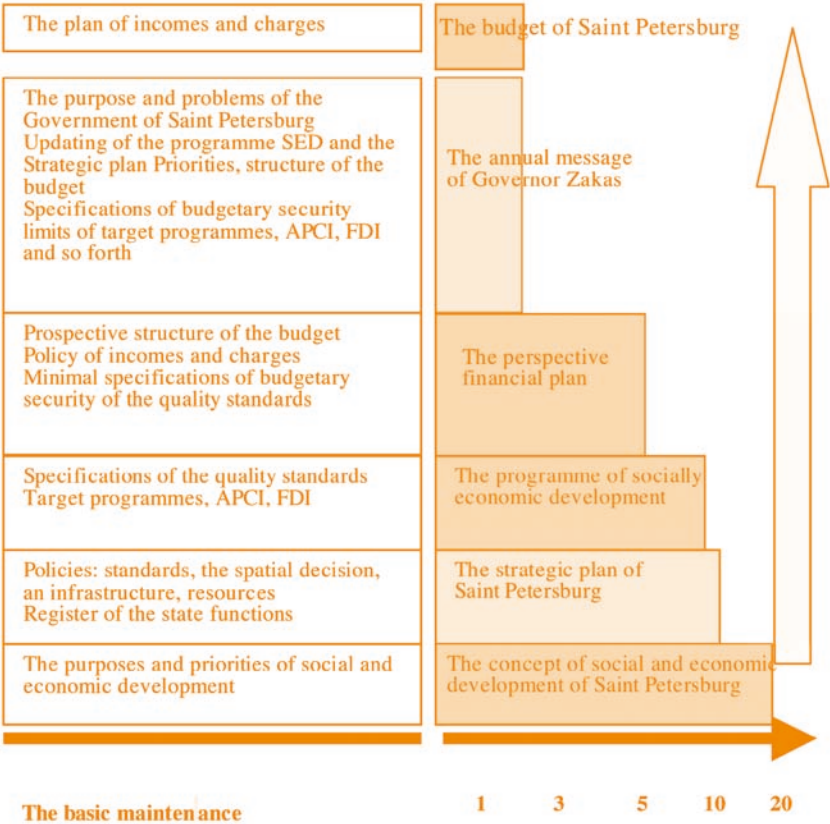 The plan of incomes and charges
The budget of Saint Petersburg
The purpose and problems of the
Government of Saint Petersburg
Updating of the programme SED and the
Strategic plan Priorities, structure of the
budget
Specifications of budgetary security
limits of target programmes, APCI, FDI
and so forth
The annual message
of Governor Zakas
Prospective structure of the budget
Policy of incomes and charges
Minimal specifications of budgetary
security of the quality standards
The perspective
financial plan
Specifications of the quality standards
Target programmes, APCI, FDI
The programme of socially
economic development
Policies: standards, the spatial decision,
an infrastructure, resources
Register of the state functions
The strategic plan of
Saint Petersburg
The purposes and priorities of social and
economic development
The concept of social and economic
development of Saint Petersburg
The basic maintenance
1 3 5 10 20